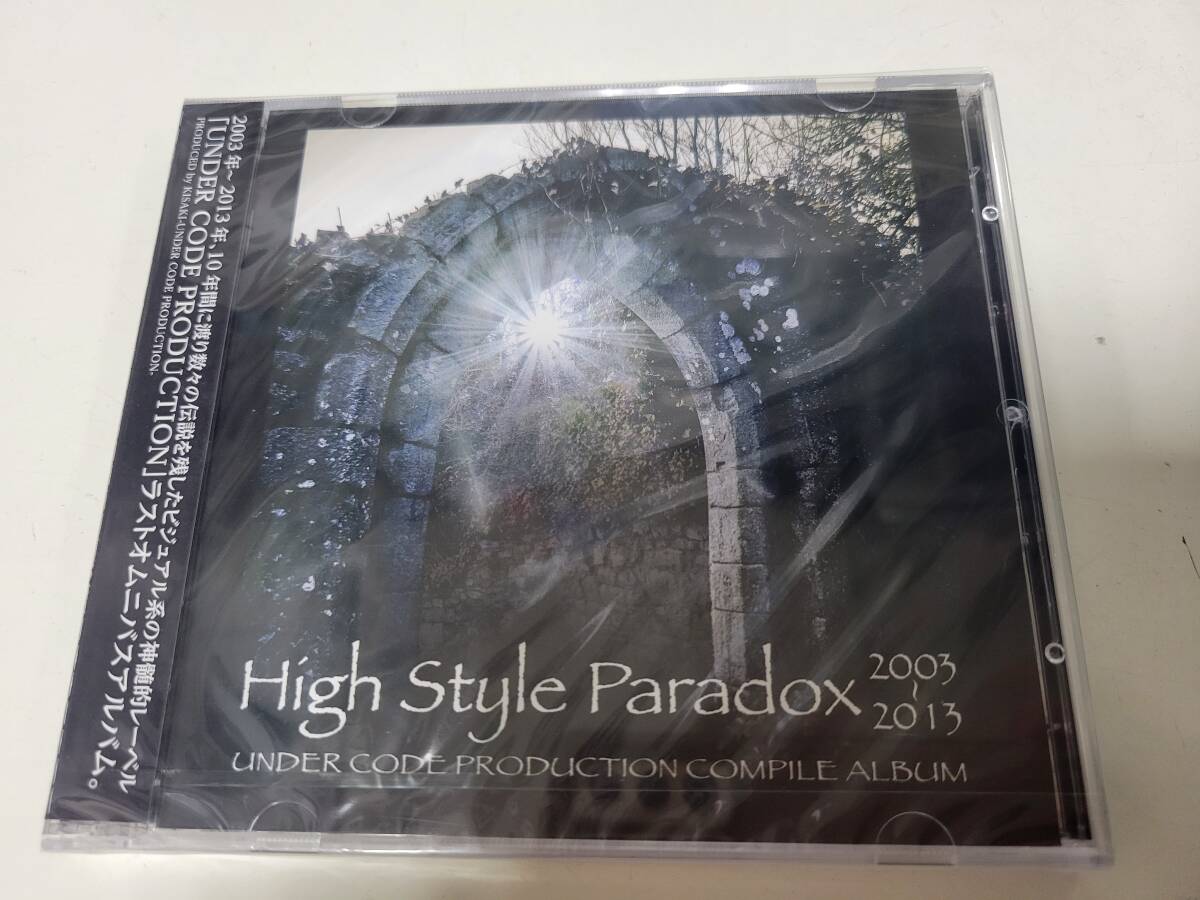 2003年～2013年、10年間に渡り数々の伝説を残したビジュアル系の神髄的レーベル
「UNDER CODE PRODUCTION」ラストオムニバスアルバム。
PRODUCED by KISAKI-UNDER CODE PRODUCTION.
High Style Paradox 2003～2013
UNDER CODE PRODUCTION COMPILE ALBUM